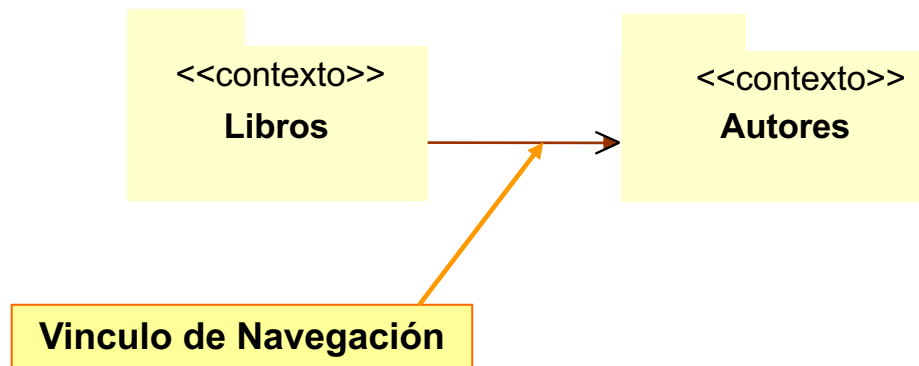 <<contexto>>
Libros
<<contexto>>
Autores
Vinculo de Navegación